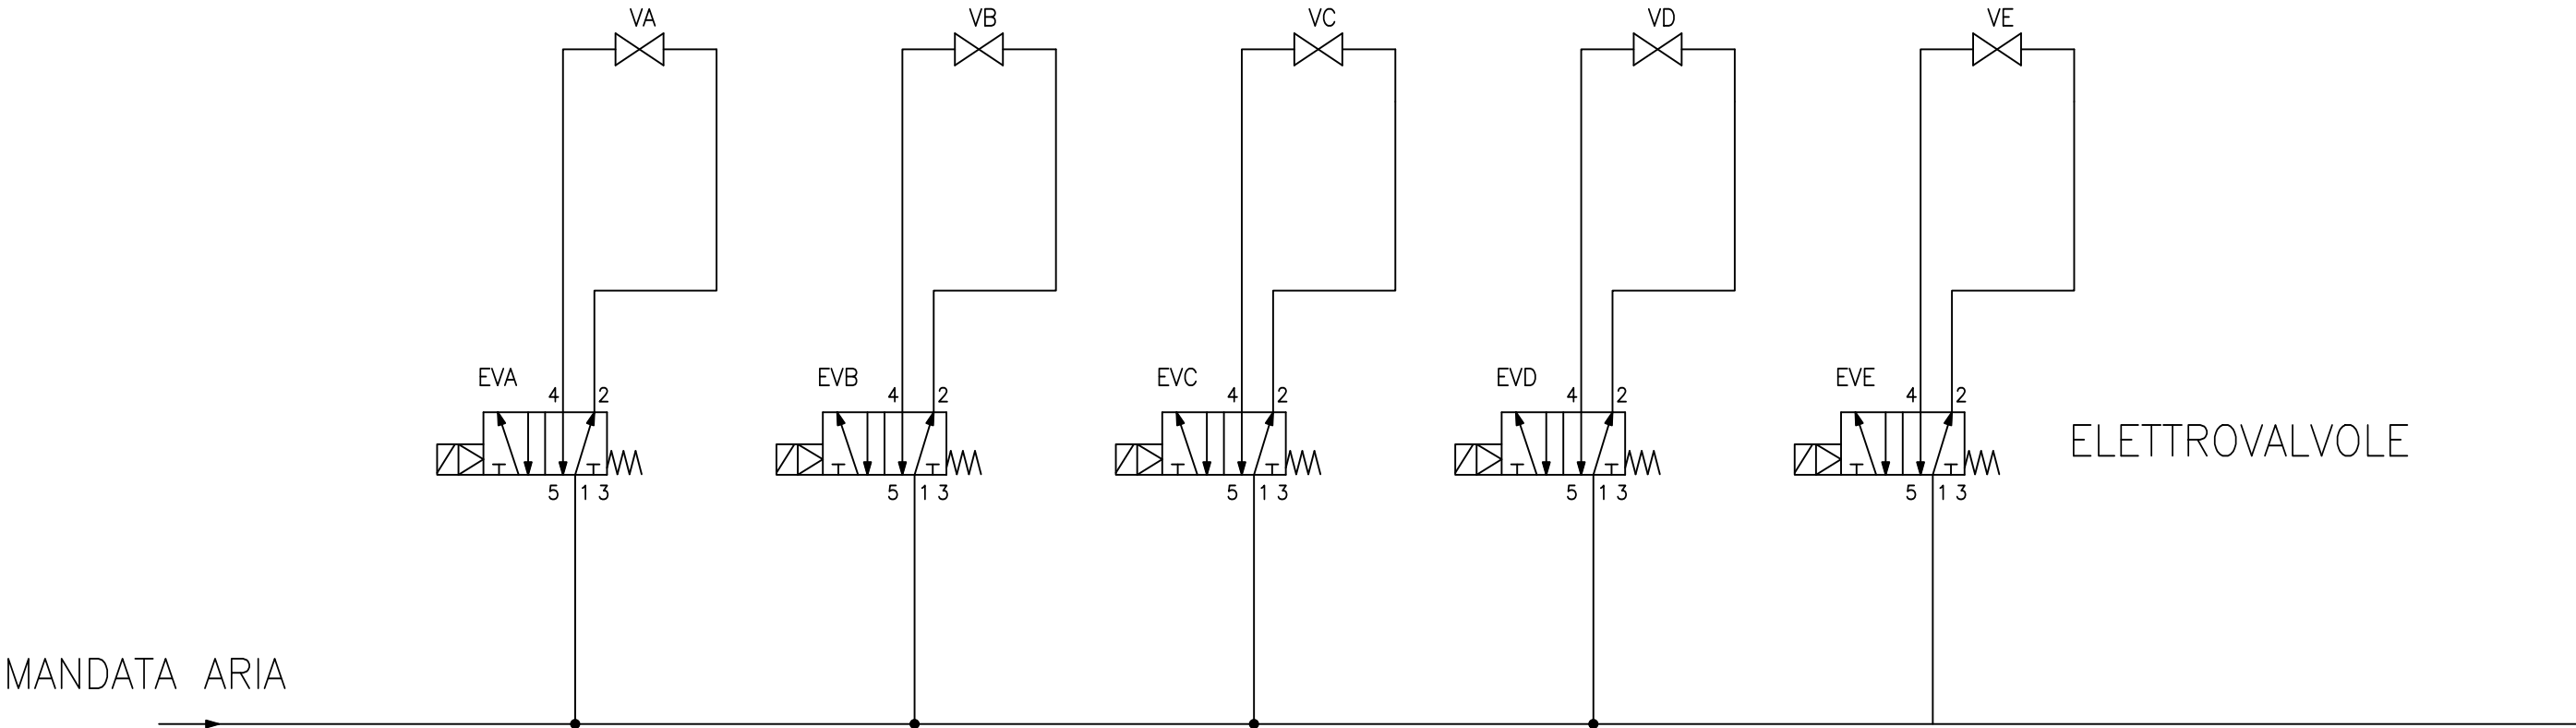 VA VB VC VD VE
EVA 4 2 EVB 4 2 EVC 4 2 EVD 4 2 EVE 4 2
ELETTROVALVOLE
5 1 3 5 1 3 5 1 3 5 1 3 5 1 3
MANDATA ARIA